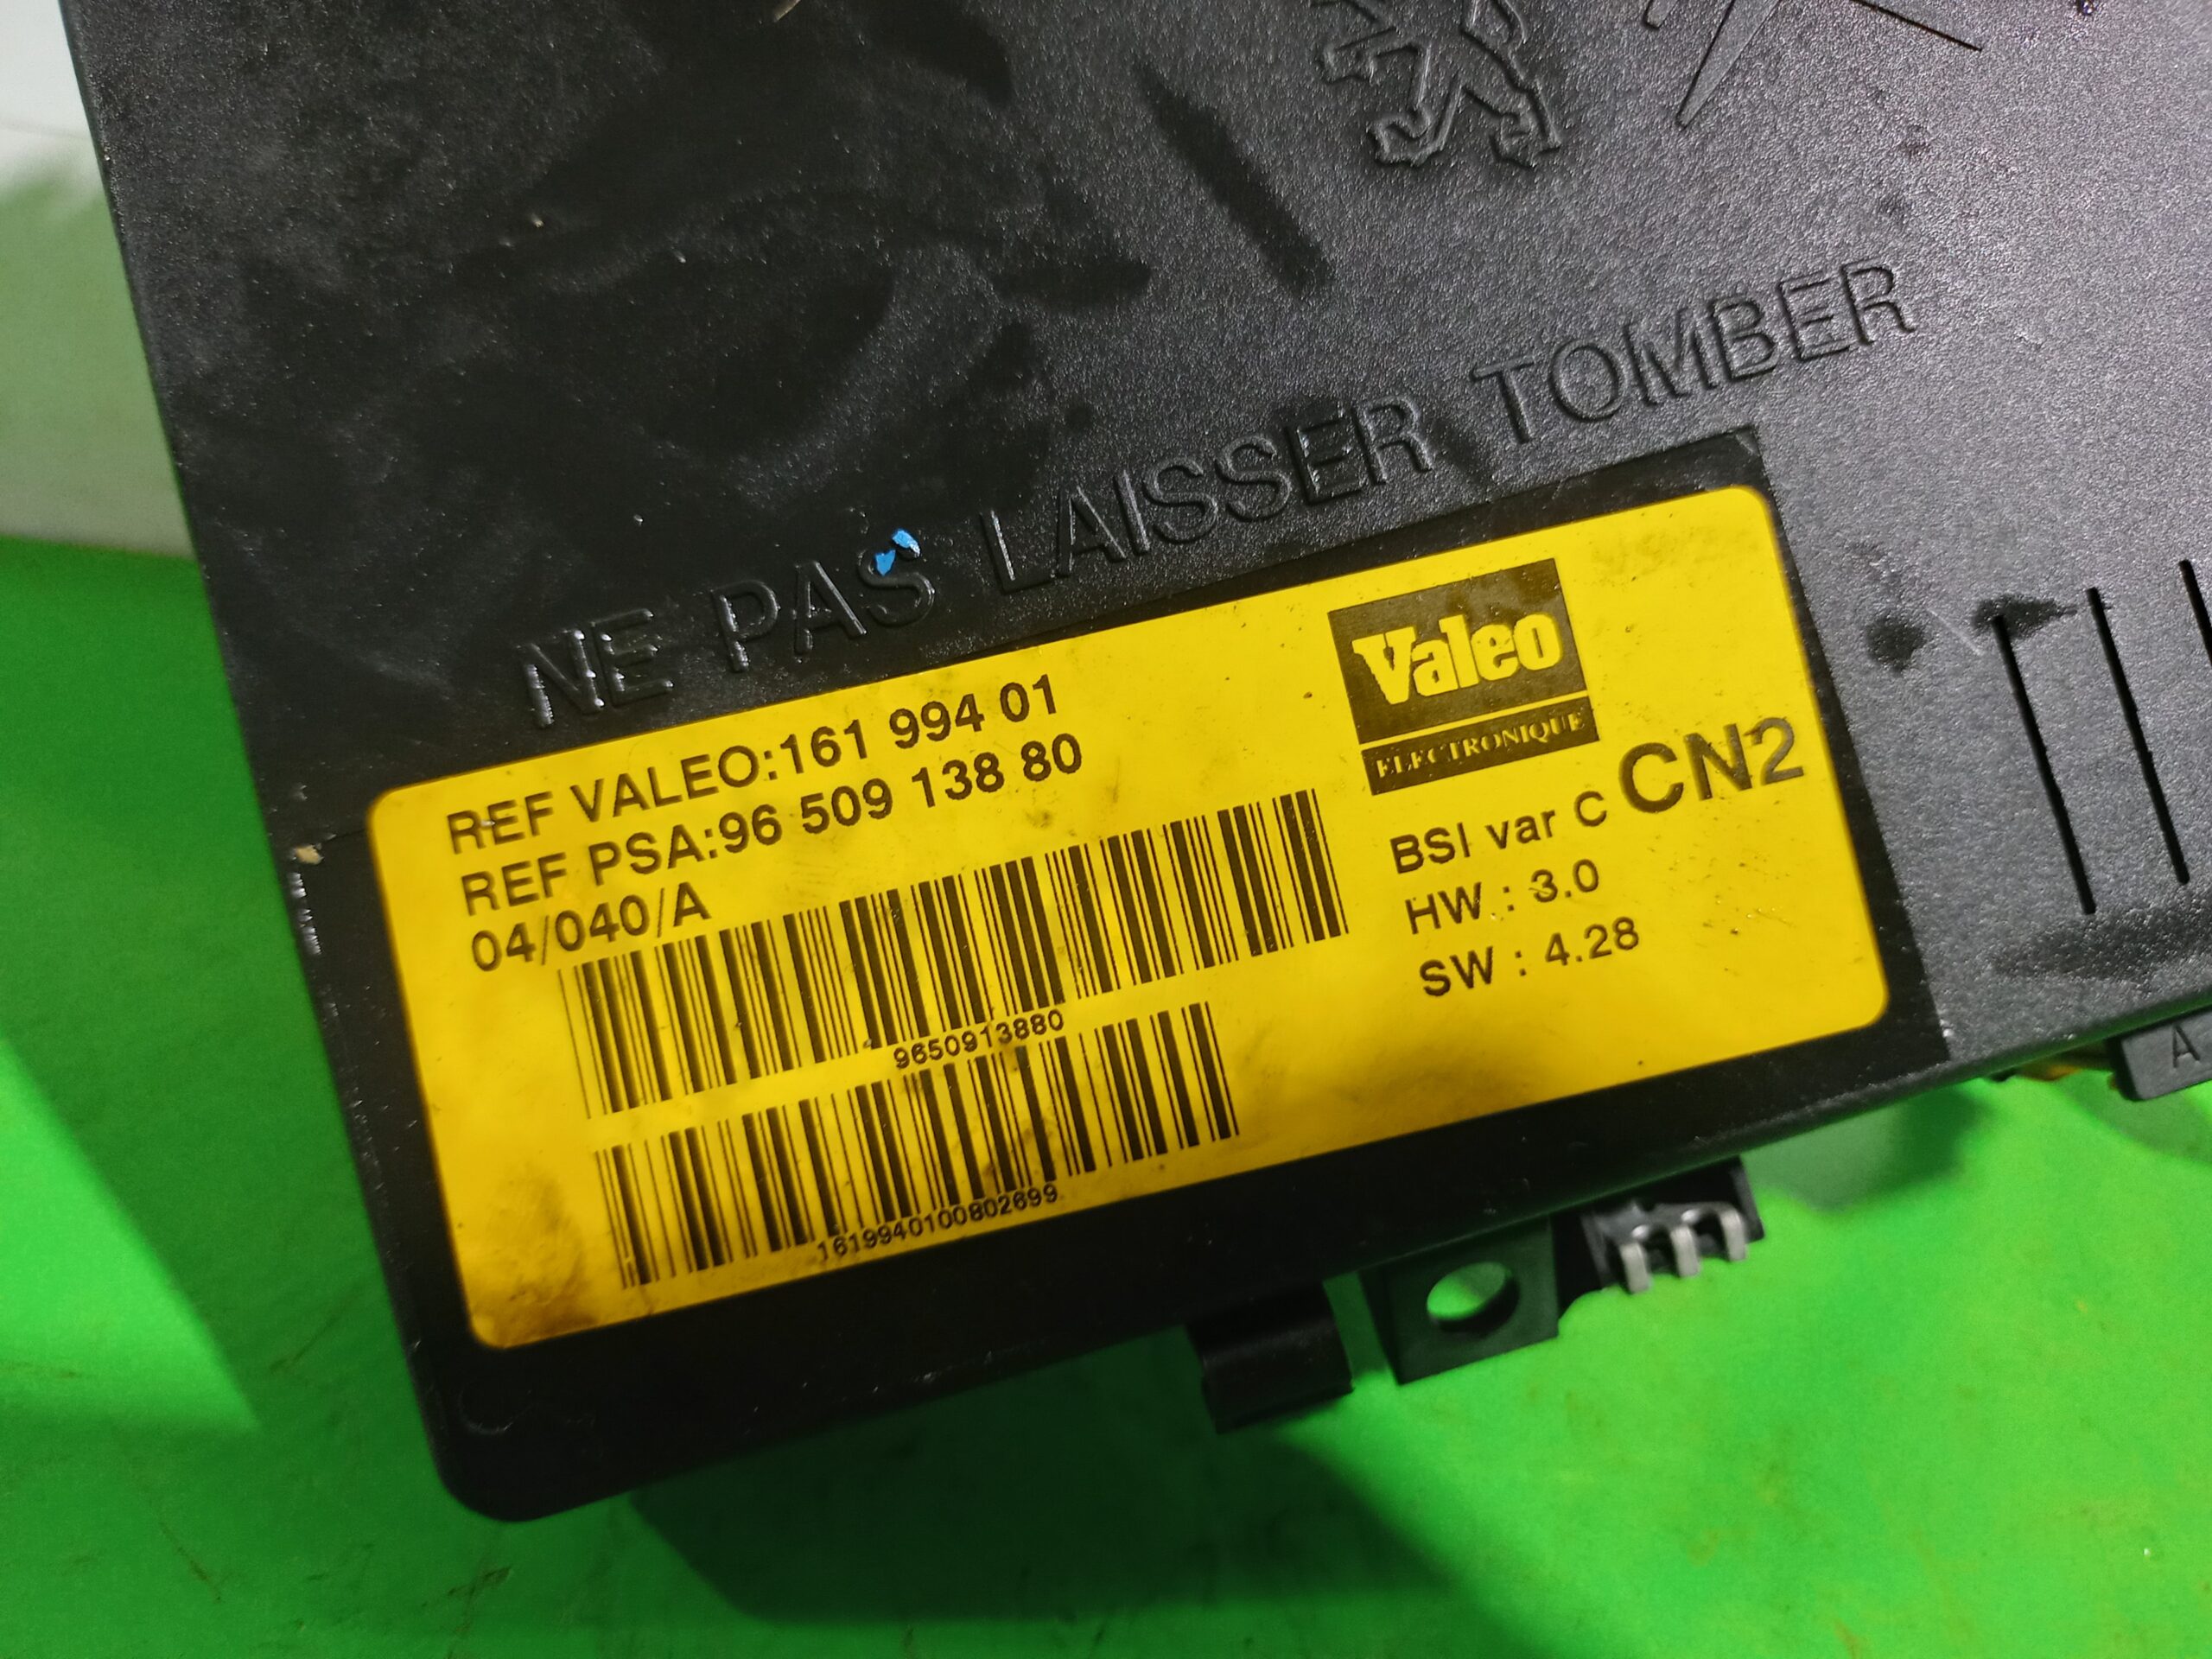 NE PAS LAISSER TOMBER
REF VALEO:161 994 01
REF PSA:96 509 138 80
04/040/A
9650913880
1619940100802699
Valeo
ELECTRONIQUE
BSI var C CN2
HW : 3.0
SW : 4.28
A